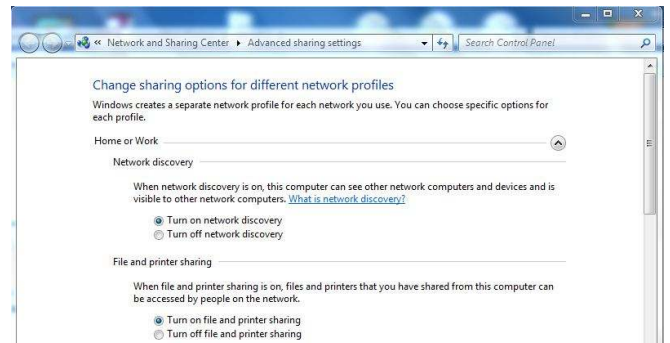 « Network and Sharing Center ▸ Advanced sharing settings
Search Control Panel
Change sharing options for different network profiles
Windows creates a separate network profile for each network you use. You can choose specific options for
each profile.
Home or Work
Network discovery
When network discovery is on, this computer can see other network computers and devices and is
visible to other network computers. What is network discovery?
Turn on network discovery
Turn off network discovery
File and printer sharing
When file and printer sharing is on, files and printers that you have shared from this computer can
be accessed by people on the network.
Turn on file and printer sharing
Turn off file and printer sharing